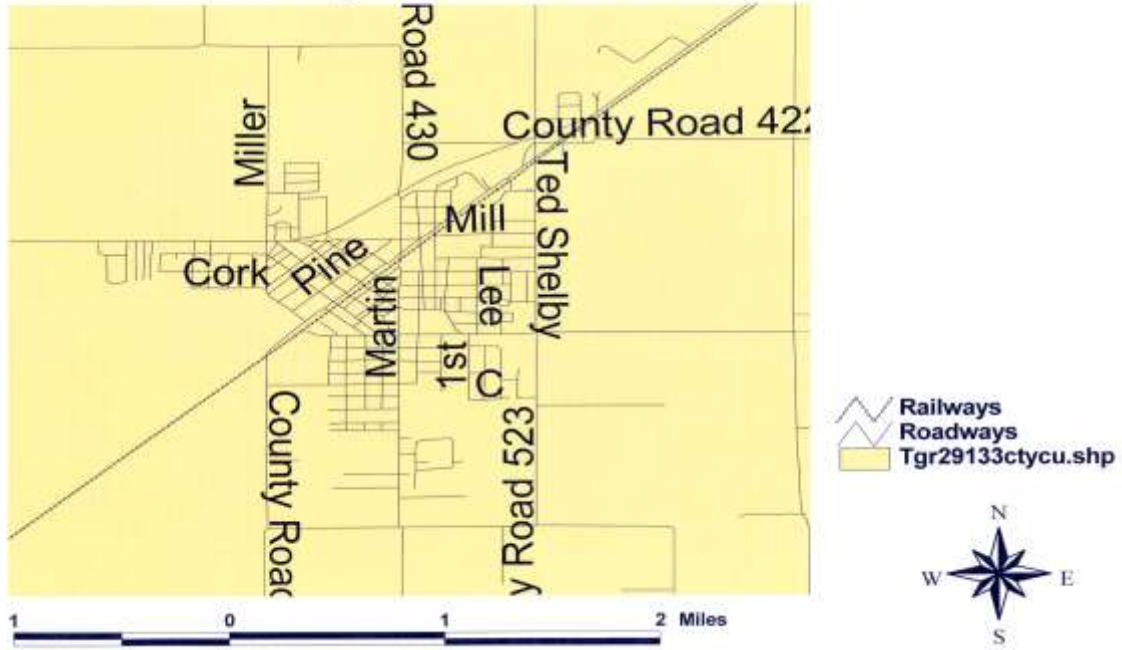 Road 430
Miller
County Road 422
Mill
Ted Shelby
Cork
Pine
Martin
Lee
1st
C
County Road
y Road 523
Railways
Roadways
Tgr29133ctycu.shp
N
W E
S
1 0 1 2 Miles